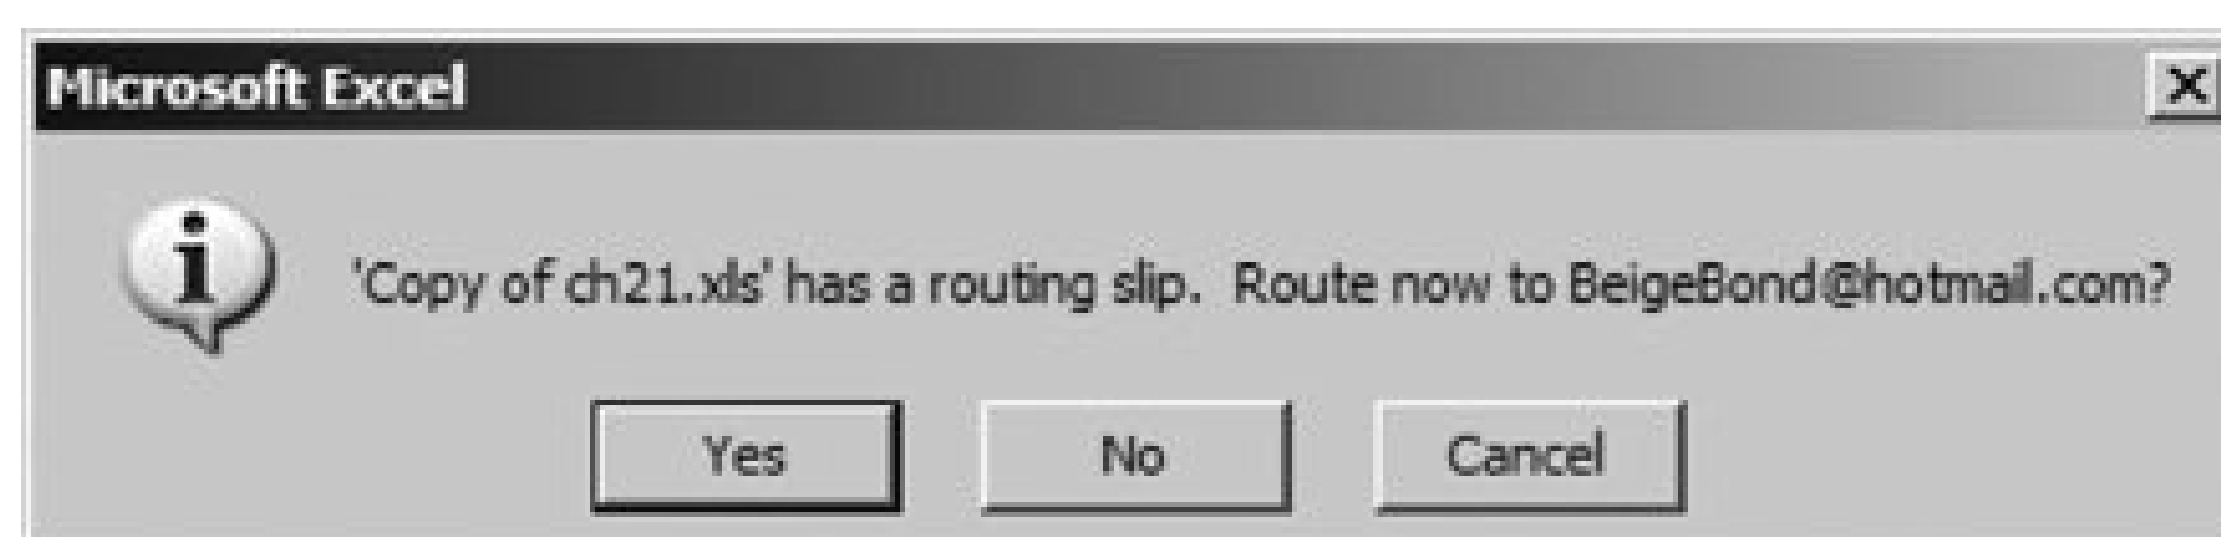 Microsoft Excel
'Copy of ch21.xls' has a routing slip.  Route now to BeigeBond@hotmail.com?
Yes No Cancel